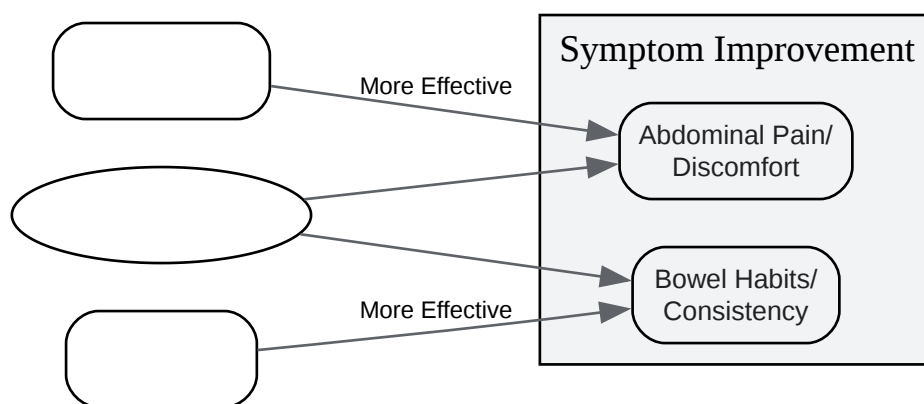 Symptom Improvement
More Effective
Abdominal Pain/
Discomfort
Bowel Habits/
Consistency
More Effective